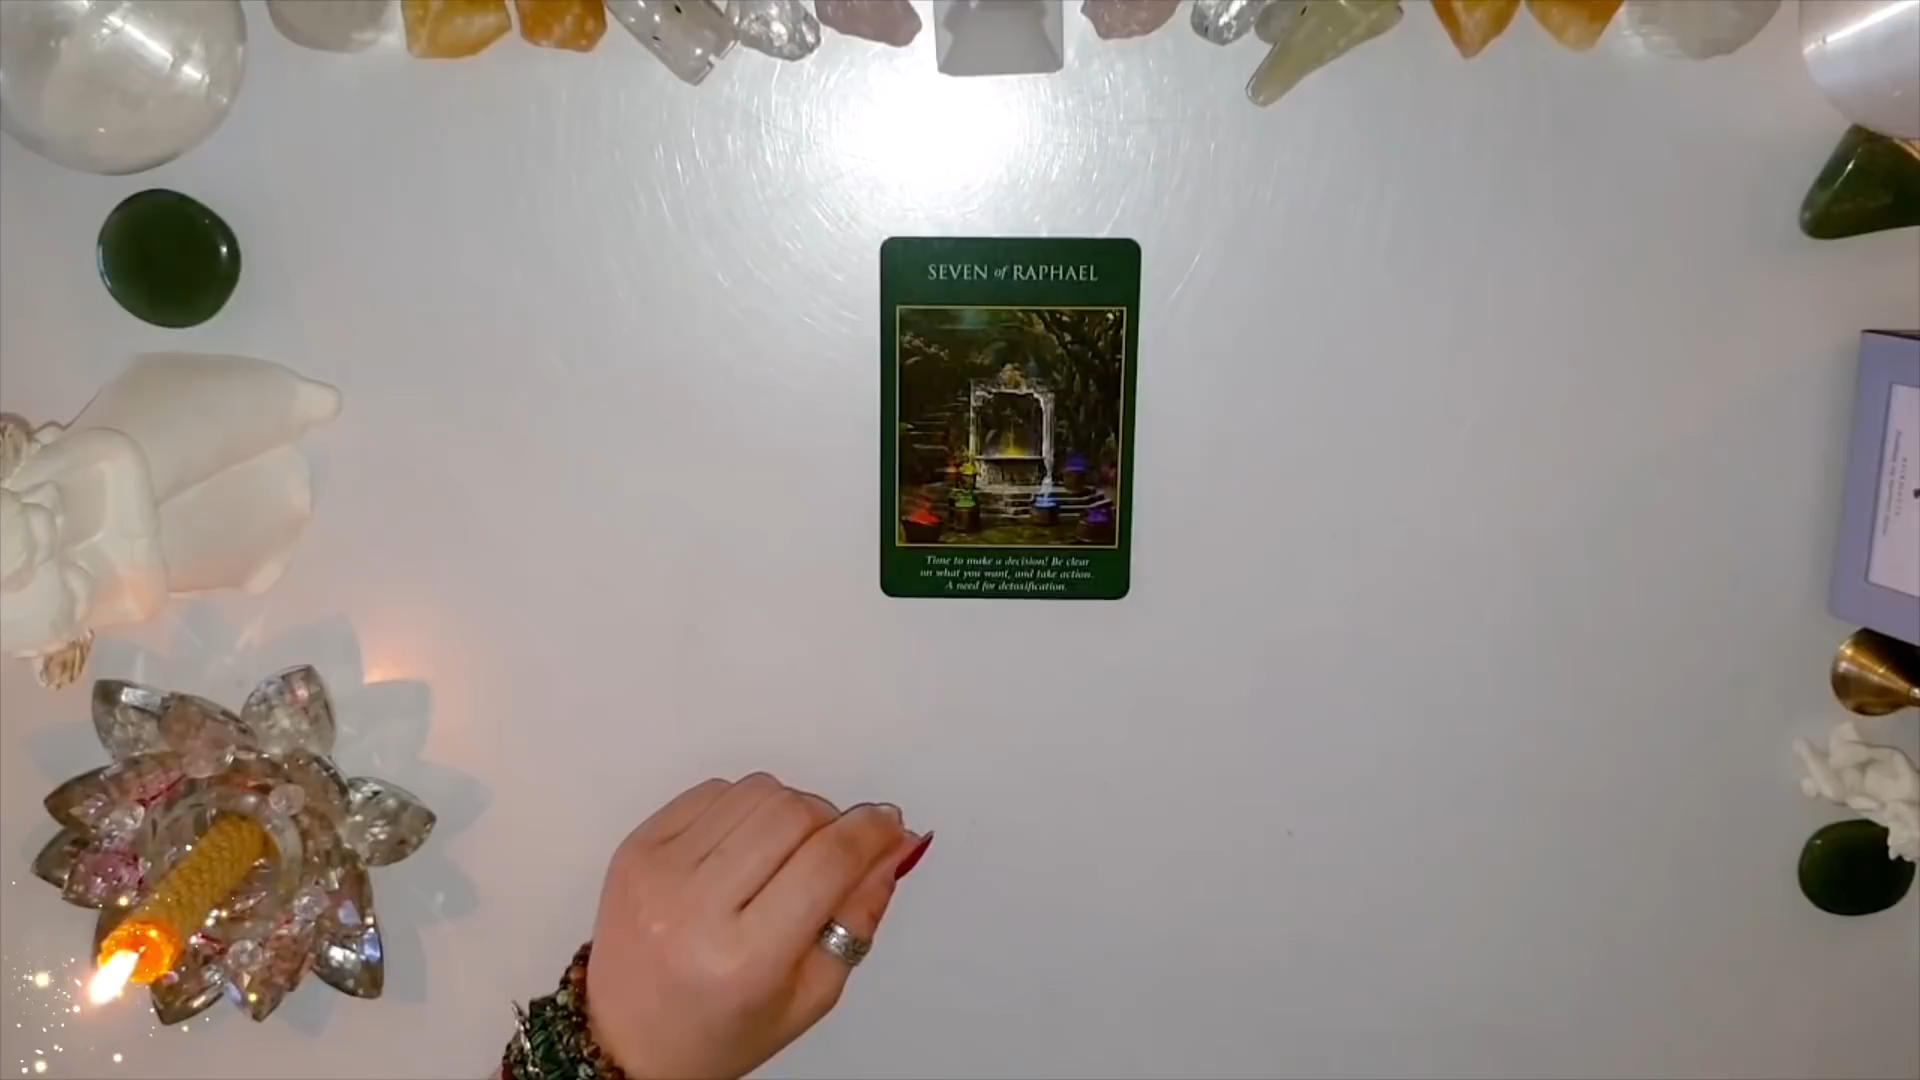 SEVEN of RAPHAEL
Time to make a decision! Be clear
on what you want, and take action.
A need for detoxification.